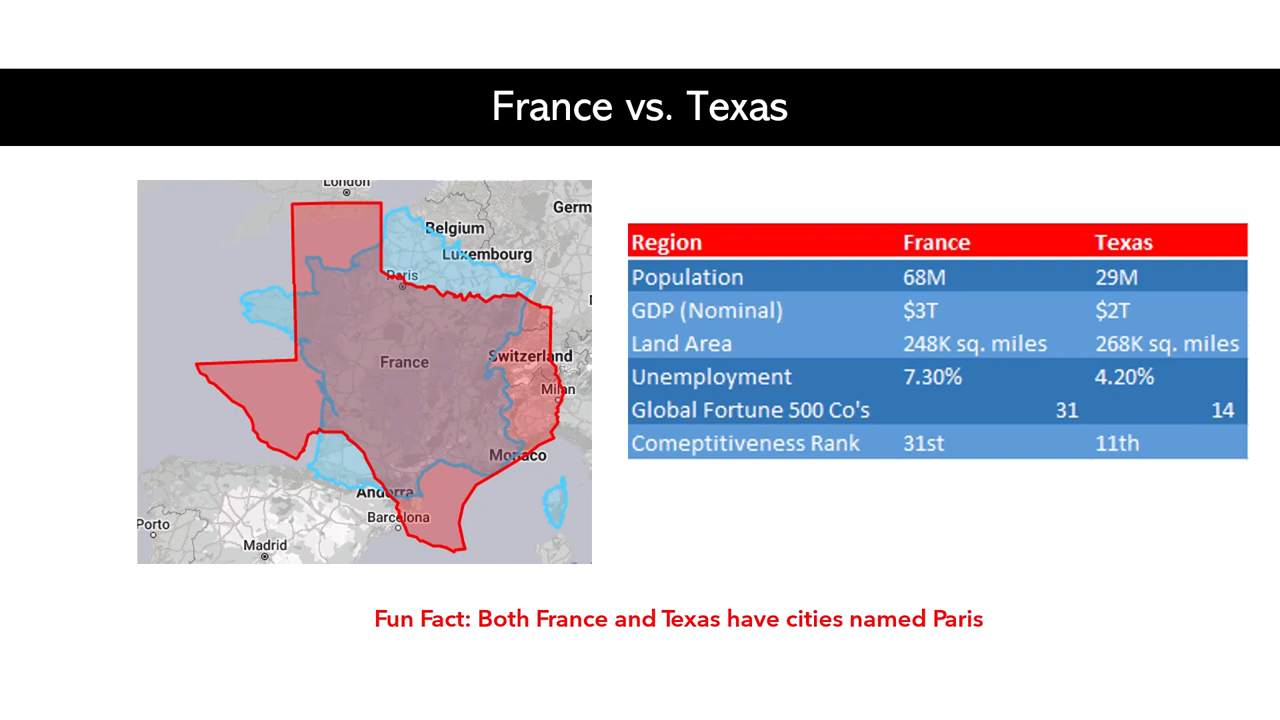 France vs. Texas
London
Germ
Belgium
Luxembourg
Paris
France
Switzerland
Milan
Monaco
Andorra
Barcelona
Porto
Madrid
Region France Texas
Population 68M 29M
GDP (Nominal) $3T $2T
Land Area 248K sq. miles 268K sq. miles
Unemployment 7.30% 4.20%
Global Fortune 500 Co's 31 14
Comeptitiveness Rank 31st 11th
Fun Fact: Both France and Texas have cities named Paris